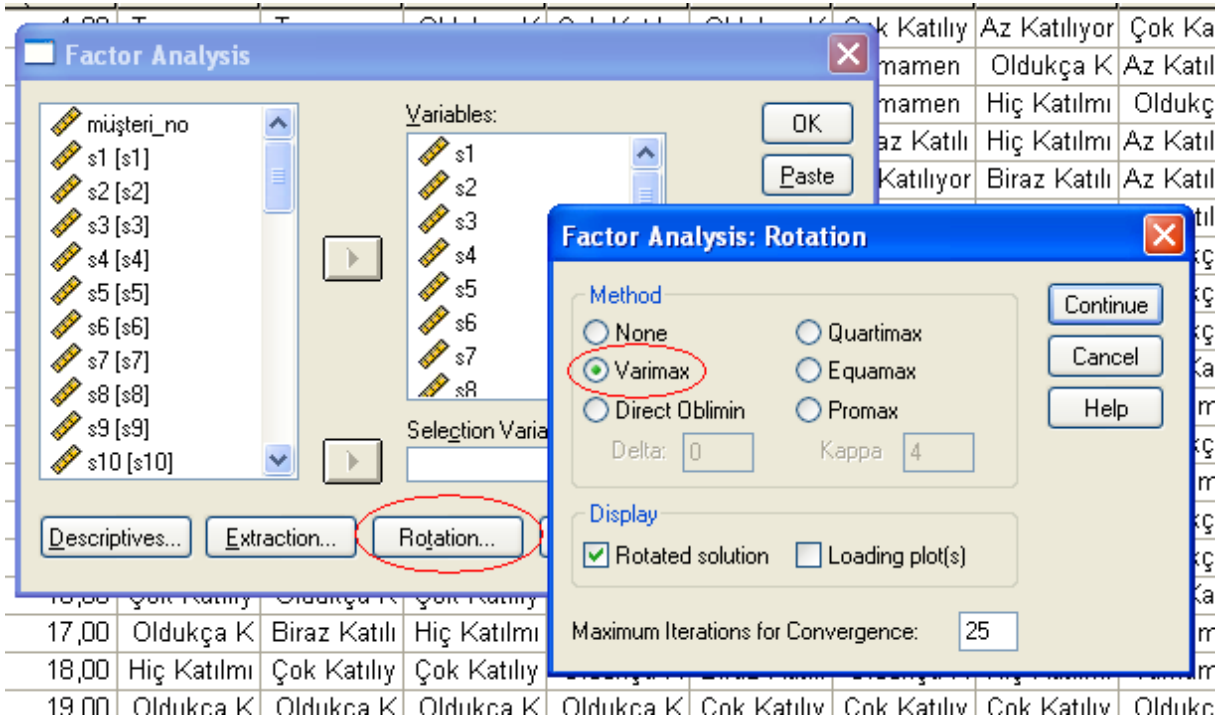 k Katılıy Az Katılıyor Çok Ka
Factor Analysis
mamen Oldukça K Az Katıl
müşteri_no
s1 [s1]
s2 [s2]
s3 [s3]
s4 [s4]
s5 [s5]
s6 [s6]
s7 [s7]
s8 [s8]
s9 [s9]
s10 [s10]
Variables:
s1
s2
s3
s4
s5
s6
s7
s8
Selection Varia
OK
Paste
mamen Hiç Katılmı Oldukç
az Katılı Hiç Katılmı Az Katıl
Katılıyor Biraz Katılı Az Katıl
Descriptives...
Extraction...
Rotation...
Factor Analysis: Rotation
Method
None
Quartimax
Varimax
Equamax
Direct Oblimin
Promax
Delta: 0
Kappa 4
Display
Rotated solution
Loading plot(s)
Maximum Iterations for Convergence: 25
Continue
Cancel
Help
17,00 Oldukça K Biraz Katılı Hiç Katılmı
18,00 Hiç Katılmı Çok Katılıy Çok Katılıy
19,00 Oldukça K Oldukça K Oldukça K Oldukça K Çok Katılıy Çok Katılıy Çok Katılıy Oldukç